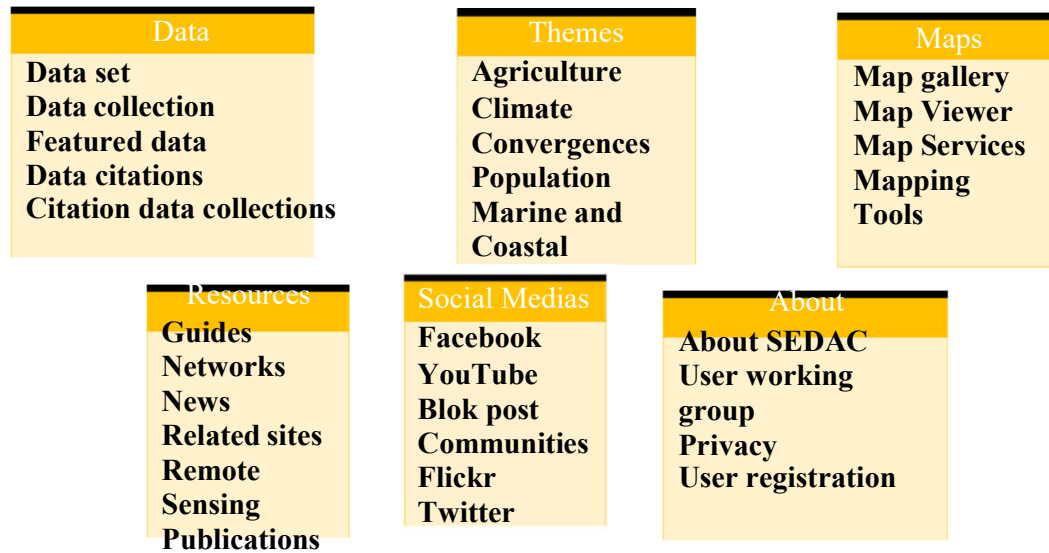 Data
Data set
Data collection
Featured data
Data citations
Citation data collections
Themes
Agriculture
Climate
Convergences
Population
Marine and
Coastal
Maps
Map gallery
Map Viewer
Map Services
Mapping
Tools
Resources
Guides
Networks
News
Related sites
Remote
Sensing
Publications
Social Medias
Facebook
YouTube
Blok post
Communities
Flickr
Twitter
About
About SEDAC
User working
group
Privacy
User registration